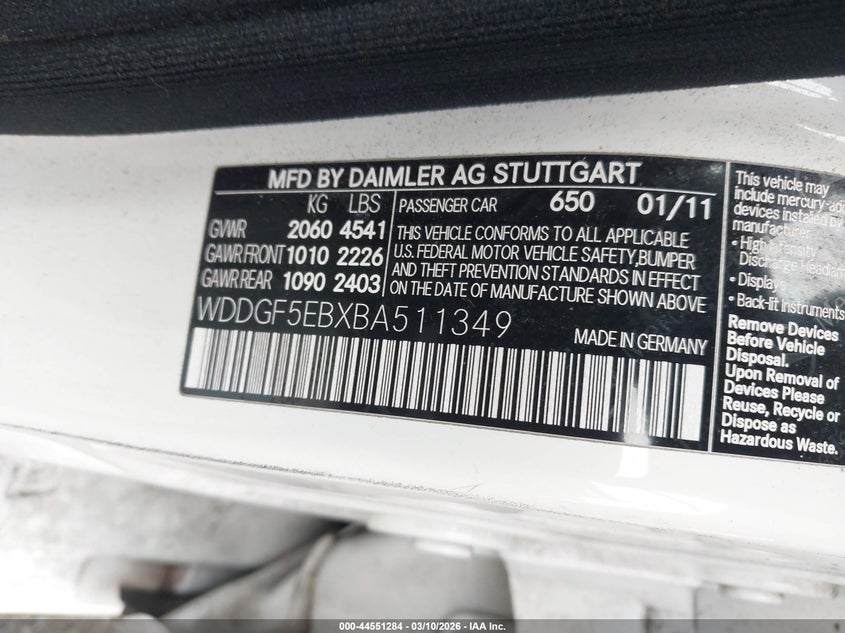 MFD BY DAIMLER AG STUTTGART
KG LBS
GVWR 2060 4541
GAWR FRONT 1010 2226
GAWR REAR 1090 2403
PASSENGER CAR 650 01/11
THIS VEHICLE CONFORMS TO ALL APPLICABLE
U.S. FEDERAL MOTOR VEHICLE SAFETY,BUMPER
AND THEFT PREVENTION STANDARDS IN EFFECT
ON THE DATE OF MANUFACTURE SHOWN ABOVE
WDDGF5EBXBA511349
MADE IN GERMANY
This vehicle may
include
devices installed by
manufacturer
• High Intensity
Discharge
• Displays
• Back-lit Instruments
Remove Devices
Before Vehicle
Disposal.
Upon Removal of
Devices Please
Reuse, Recycle or
Dispose as
Hazardous Waste.
000-44551284 - 03/10/2026 - IAA Inc.